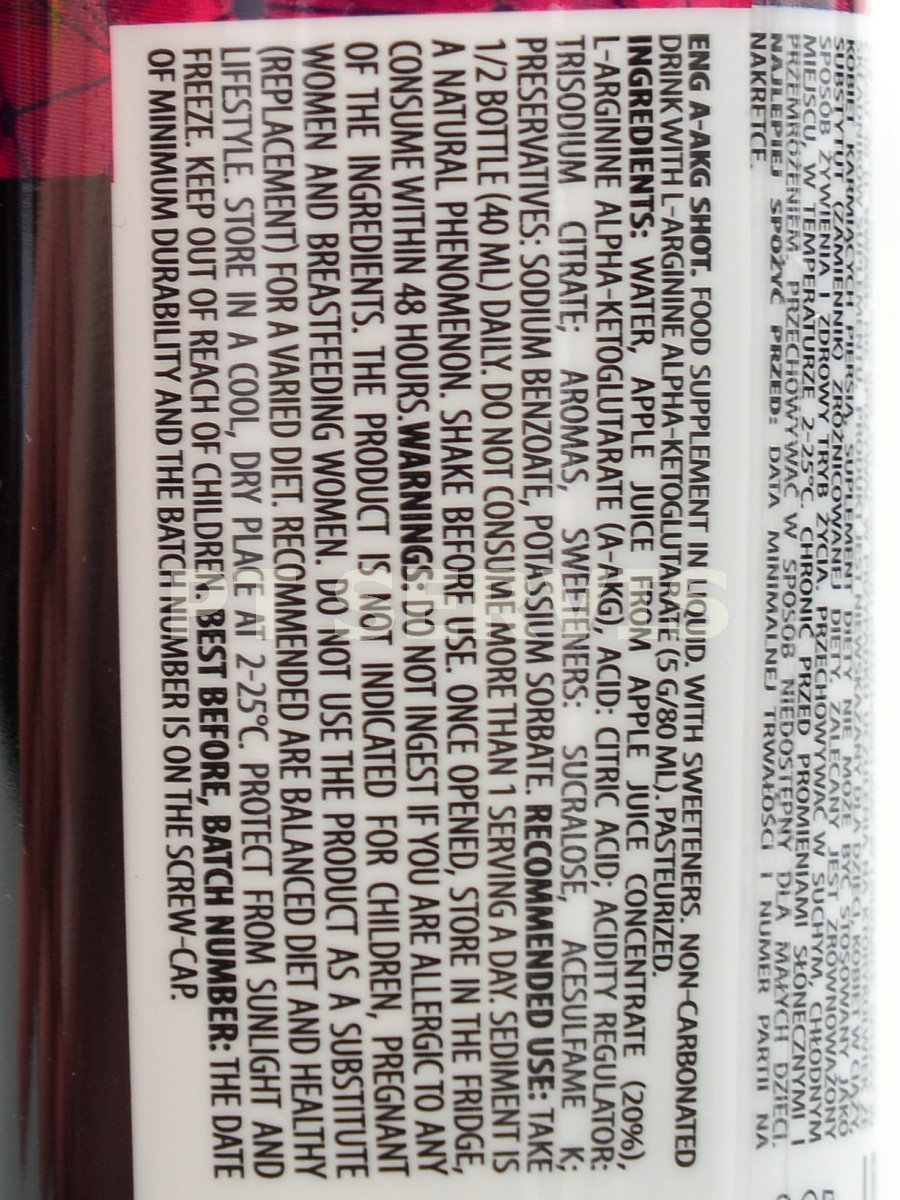 SUBSTYTUT (ZAMIENNIK) ZRÓŻNICOWANEJ DIETY. ZALECANY JEST ZRÓWNOWAŻONY
SPOSÓB ŻYWIENIA I ZDROWY TRYB ŻYCIA. PRZECHOWYWAĆ W SUCHYM, CHŁODNYM
MIEJSCU, W TEMPERATURZE 2-25°C. CHRONIĆ PRZED PROMIENIAMI SŁONECZNYMI I
PRZEMROŻENIEM. PRZECHOWYWAĆ W SPOSÓB NIEDOSTĘPNY DLA MAŁYCH DZIECI.
NAJLEPIEJ SPOŻYĆ PRZED: DATA MINIMALNEJ TRWAŁOŚCI I NUMER PARTII NA
NAKRĘTCE.
ENG A-AKG SHOT. FOOD SUPPLEMENT IN LIQUID. WITH SWEETENERS. NON-CARBONATED
DRINK WITH L-ARGININE ALPHA-KETOGLUTARATE (5 G/80 ML). PASTEURIZED.
INGREDIENTS: WATER, APPLE JUICE FROM APPLE JUICE CONCENTRATE (20%),
L-ARGININE ALPHA-KETOGLUTARATE (A-AKG), ACID: CITRIC ACID; ACIDITY REGULATOR:
TRISODIUM CITRATE; AROMAS, SWEETENERS: SUCRALOSE, ACESULFAME K;
PRESERVATIVES: SODIUM BENZOATE, POTASSIUM SORBATE. RECOMMENDED USE: TAKE
1/2 BOTTLE (40 ML) DAILY. DO NOT CONSUME MORE THAN 1 SERVING A DAY. SEDIMENT IS
A NATURAL PHENOMENON. SHAKE BEFORE USE. ONCE OPENED, STORE IN THE FRIDGE,
CONSUME WITHIN 48 HOURS. WARNINGS: DO NOT INGEST IF YOU ARE ALLERGIC TO ANY
OF THE INGREDIENTS. THE PRODUCT IS NOT INDICATED FOR CHILDREN, PREGNANT
WOMEN AND BREASTFEEDING WOMEN. DO NOT USE THE PRODUCT AS A SUBSTITUTE
(REPLACEMENT) FOR A VARIED DIET. RECOMMENDED ARE BALANCED DIET AND HEALTHY
LIFESTYLE. STORE IN A COOL, DRY PLACE AT 2-25°C. PROTECT FROM SUNLIGHT AND
FREEZE. KEEP OUT OF REACH OF CHILDREN. BEST BEFORE, BATCH NUMBER: THE DATE
OF MINIMUM DURABILITY AND THE BATCH NUMBER IS ON THE SCREW-CAP.